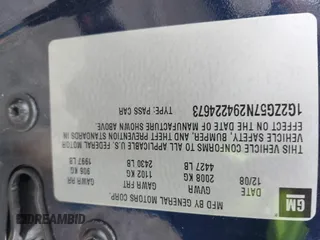 GM
MFD BY GENERAL MOTORS CORP.
DATE GVWR GAWR FRT GAWR RR
12/08 2008 KG 1102 KG 906 KG
4427 LB 2430 LB 1997 LB
THIS VEHICLE CONFORMS TO ALL APPLICABLE U.S. FEDERAL MOTOR
VEHICLE SAFETY, BUMPER, AND THEFT PREVENTION STANDARDS IN
EFFECT ON THE DATE OF MANUFACTURE SHOWN ABOVE.
1G2ZG57N294224673 TYPE: PASS CAR
DREAMBID